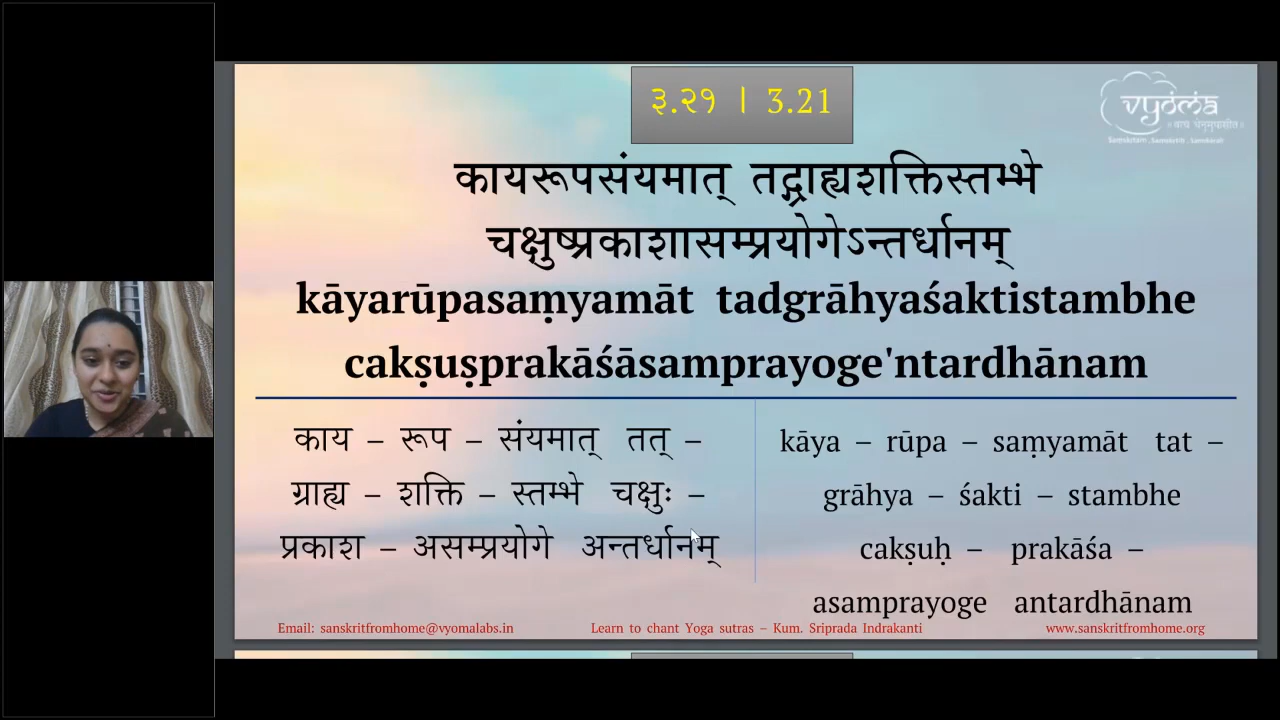 ३.२१ । 3.21
vyoma
कायरूपसंयमात् तद्ग्राह्यशक्तिस्तम्भे
चक्षुष्प्रकाशासम्प्रयोगेऽन्तर्धानम्
kāyarūpasaṃyamāt tadgrāhyaśaktistambhe
cakṣuṣprakāśāsamprayoge'ntardhānam
काय – रूप – संयमात् तत् –
ग्राह्य – शक्ति – स्तम्भे चक्षुः –
प्रकाश – असम्प्रयोगे अन्तर्धानम्
kāya – rūpa – saṃyamāt tat –
grāhya – śakti – stambhe
cakṣuḥ – prakāśa –
asamprayoge antardhānam
Email: sanskritfromhome@vyomalabs.in
Learn to chant Yoga sutras – Kum. Sriprada Indrakanti
www.sanskritfromhome.org